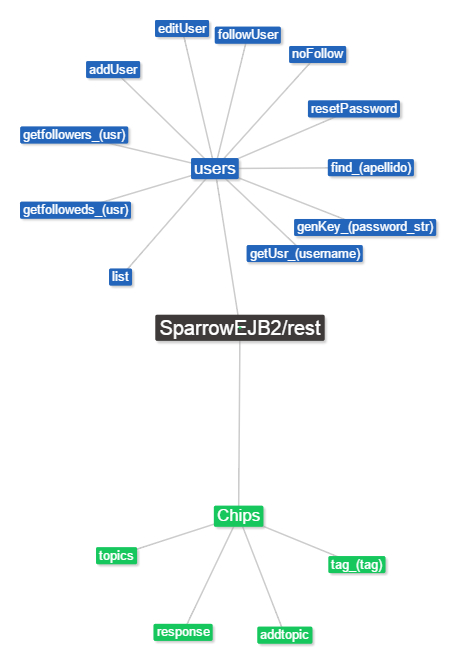 editUser
followUser
noFollow
addUser
resetPassword
getfollowers_(usr)
users
find_(apellido)
getfolloweds_(usr)
genKey_(password_str)
getUsr_(username)
list
SparrowEJB2/rest
Chips
topics
tag_(tag)
response
addtopic